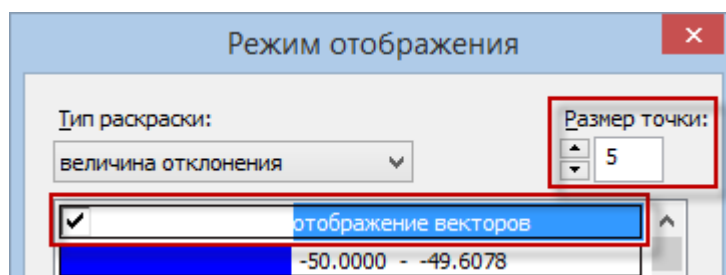 Режим отображения
Тип раскраски:
Размер точки:
величина отклонения
5
отображение векторов
-50.0000 - -49.6078